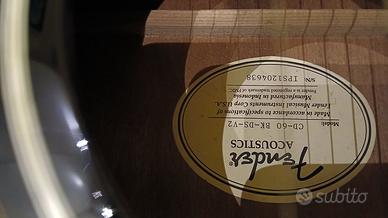 Fender
ACOUSTICS
Model: CD-60 BK-DS-V2
Made in accordance to specifications of
Fender Musical Instruments Corp U.S.A.
Manufactured in Indonesia
Fender is a registered trademark of FMIC
S/N IPS1204638
subito